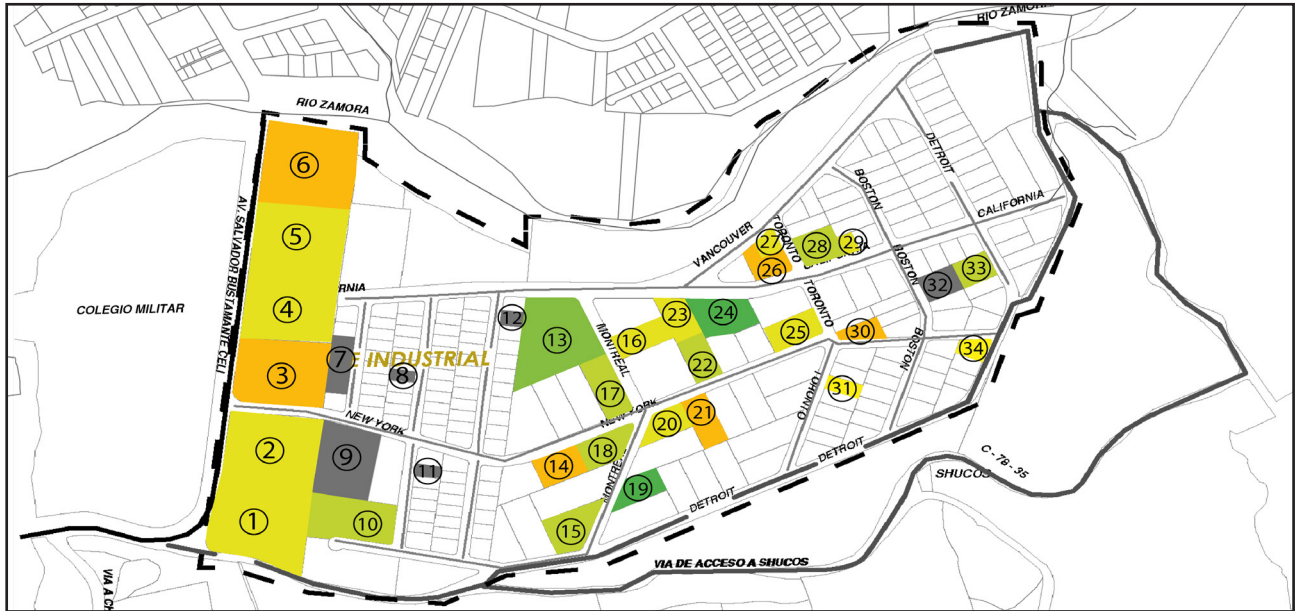 RIO ZAMORA
RIO ZAMORA
AV. SALVADOR BUSTAMANTE CELI
COLEGIO MILITAR
6
5
4
3
2
1
7
8
9
10
11
12
13
14
15
16
17
18
19
20
21
22
23
24
25
26
27
28
29
30
31
32
33
34
RNIA
E INDUSTRIAL
NEW YORK
NEW YORK
MONTREAL
MONTREAL
VANCOUVER
TORONTO
TORONTO
TORONTO
BOSTON
BOSTON
BOSTON
DETROIT
CALIFORNIA
DETROIT
DETROIT
SHUCOS
C - 78 - 35
VIA DE ACCESO A SHUCOS
VIA A CH